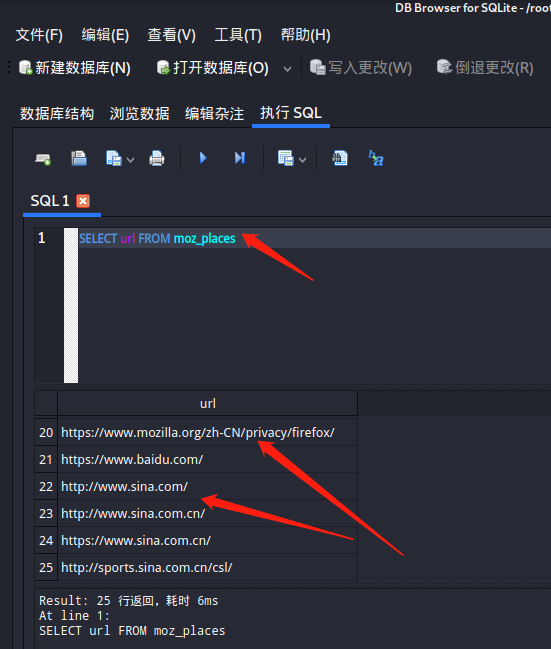 DB Browser for SQLite - /root
文件(F) 编辑(E) 查看(V) 工具(T) 帮助(H)
新建数据库(N) 打开数据库(O) 写入更改(W) 倒退更改(R)
数据库结构 浏览数据 编辑杂注 执行 SQL
SQL 1
1 SELECT url FROM moz_places
url
20 https://www.mozilla.org/zh-CN/privacy/firefox/
21 https://www.baidu.com/
22 http://www.sina.com/
23 http://www.sina.com.cn/
24 https://www.sina.com.cn/
25 http://sports.sina.com.cn/csl/
Result: 25 行返回，耗时 6ms
At line 1:
SELECT url FROM moz_places